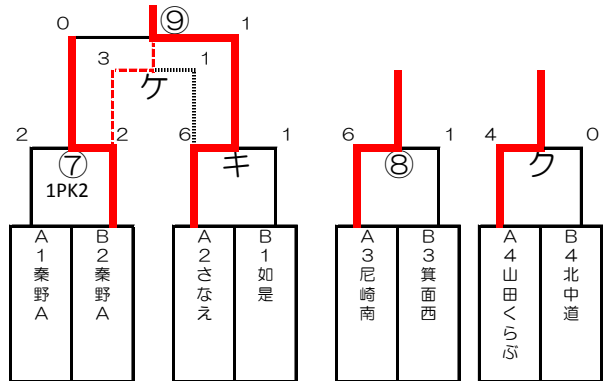 ⑨
0 1
3 1
ケ
2 2 6 1 6 1 4 0
⑦ キ ⑧ ク
1PK2
A1秦野A
B2秦野A
A2さなえ
B1如是
A3尼崎南
B3箕面西
A4山田くらぶ
B4北中道